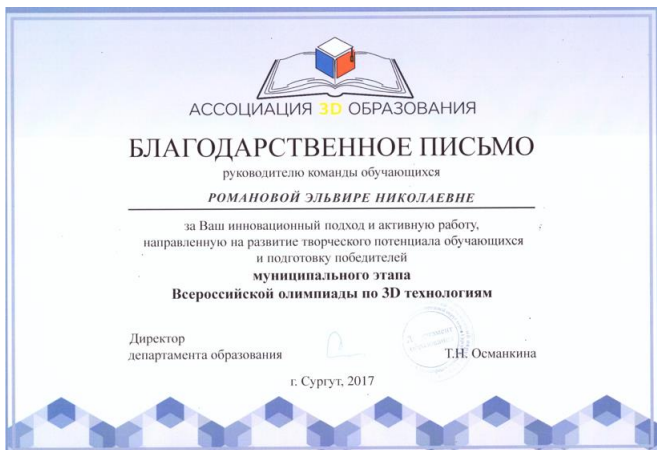 АССОЦИАЦИЯ 3D ОБРАЗОВАНИЯ
БЛАГОДАРСТВЕННОЕ ПИСЬМО
руководителю команды обучающихся
РОМАНОВОЙ ЭЛЬВИРЕ НИКОЛАЕВНЕ
за Ваш инновационный подход и активную работу,
направленную на развитие творческого потенциала обучающихся
и подготовку победителей
муниципального этапа
Всероссийской олимпиады по 3D технологиям
Директор
департамента образования
Т.Н. Османкина
г. Сургут, 2017